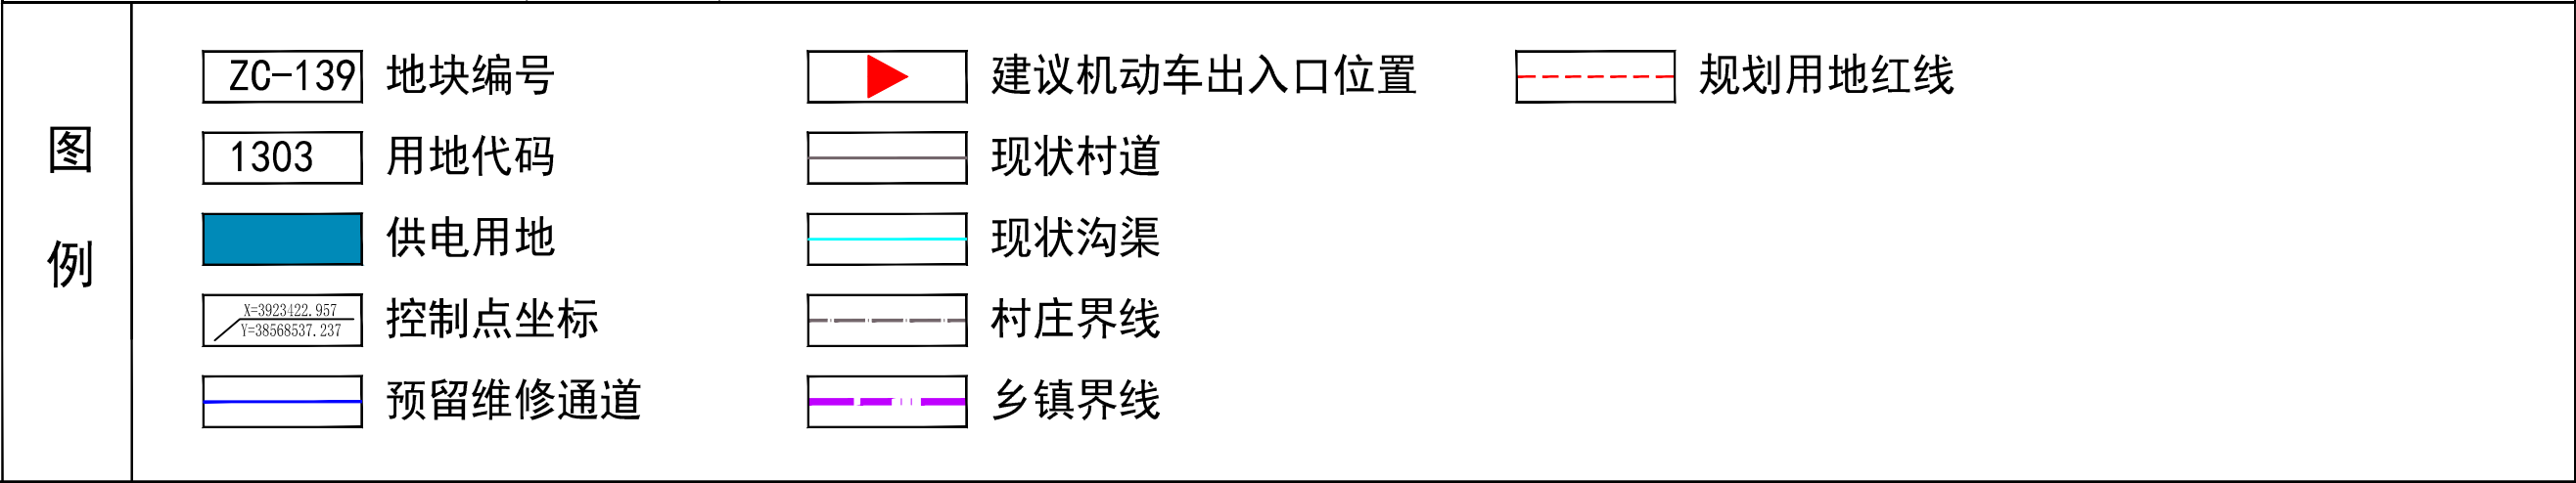 图例
ZC-139 地块编号
1303 用地代码
供电用地
X=3923422.957
Y=38568537.237
控制点坐标
预留维修通道
建议机动车出入口位置
现状村道
现状沟渠
村庄界线
乡镇界线
规划用地红线